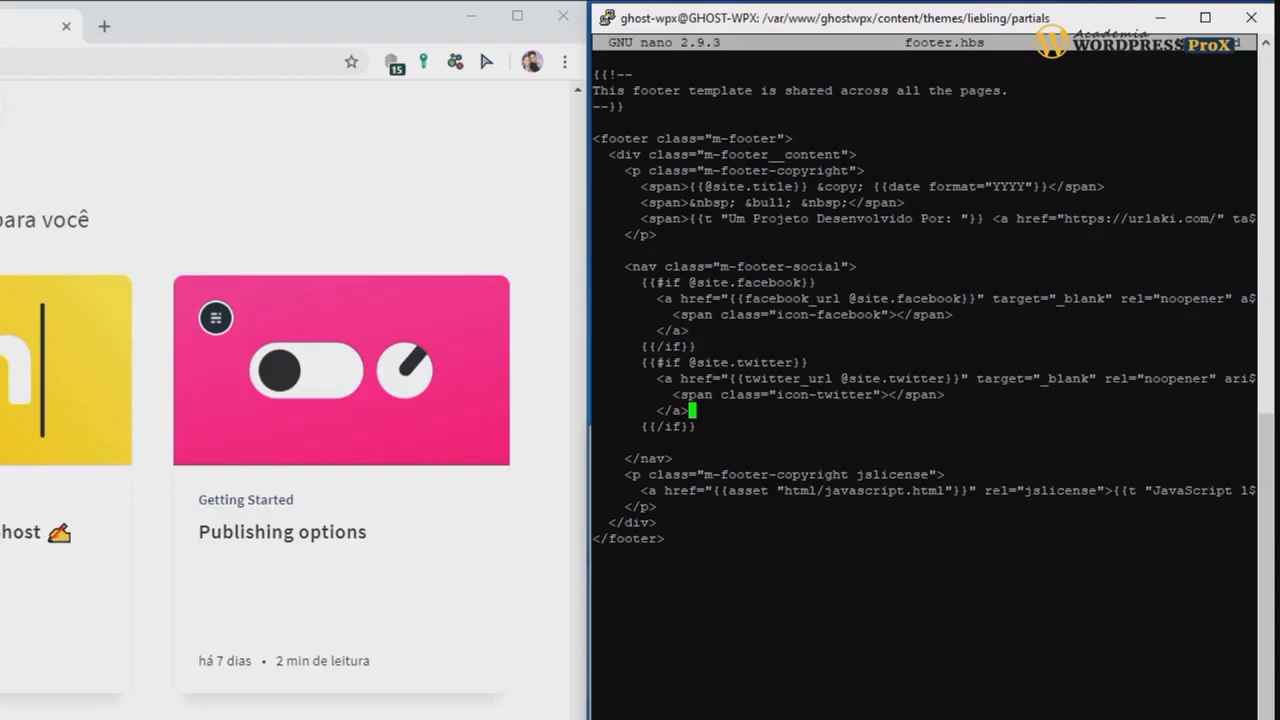 15
para você
Getting Started
host ✍
Publishing options
há 7 dias • 2 min de leitura
ghost-wpx@GHOST-WPX: /var/www/ghostwpx/content/themes/liebling/partials
Academia
WORDPRESS ProX
GNU nano 2.9.3 footer.hbs
{{!--
This footer template is shared across all the pages.
--}}
<footer class="m-footer">
<div class="m-footer__content">
<p class="m-footer-copyright">
<span>{{@site.title}} &copy; {{date format="YYYY"}}</span>
<span>&nbsp; &bull; &nbsp;</span>
<span>{{t "Um Projeto Desenvolvido Por: "}} <a href="https://urlaki.com/" ta$
</p>
<nav class="m-footer-social">
{{#if @site.facebook}}
<a href="{{facebook_url @site.facebook}}" target="_blank" rel="noopener" a$
<span class="icon-facebook"></span>
</a>
{{/if}}
{{#if @site.twitter}}
<a href="{{twitter_url @site.twitter}}" target="_blank" rel="noopener" ari$
<span class="icon-twitter"></span>
</a>
{{/if}}
</nav>
<p class="m-footer-copyright jslicense">
<a href="{{asset "html/javascript.html"}}" rel="jslicense">{{t "JavaScript l$
</p>
</div>
</footer>